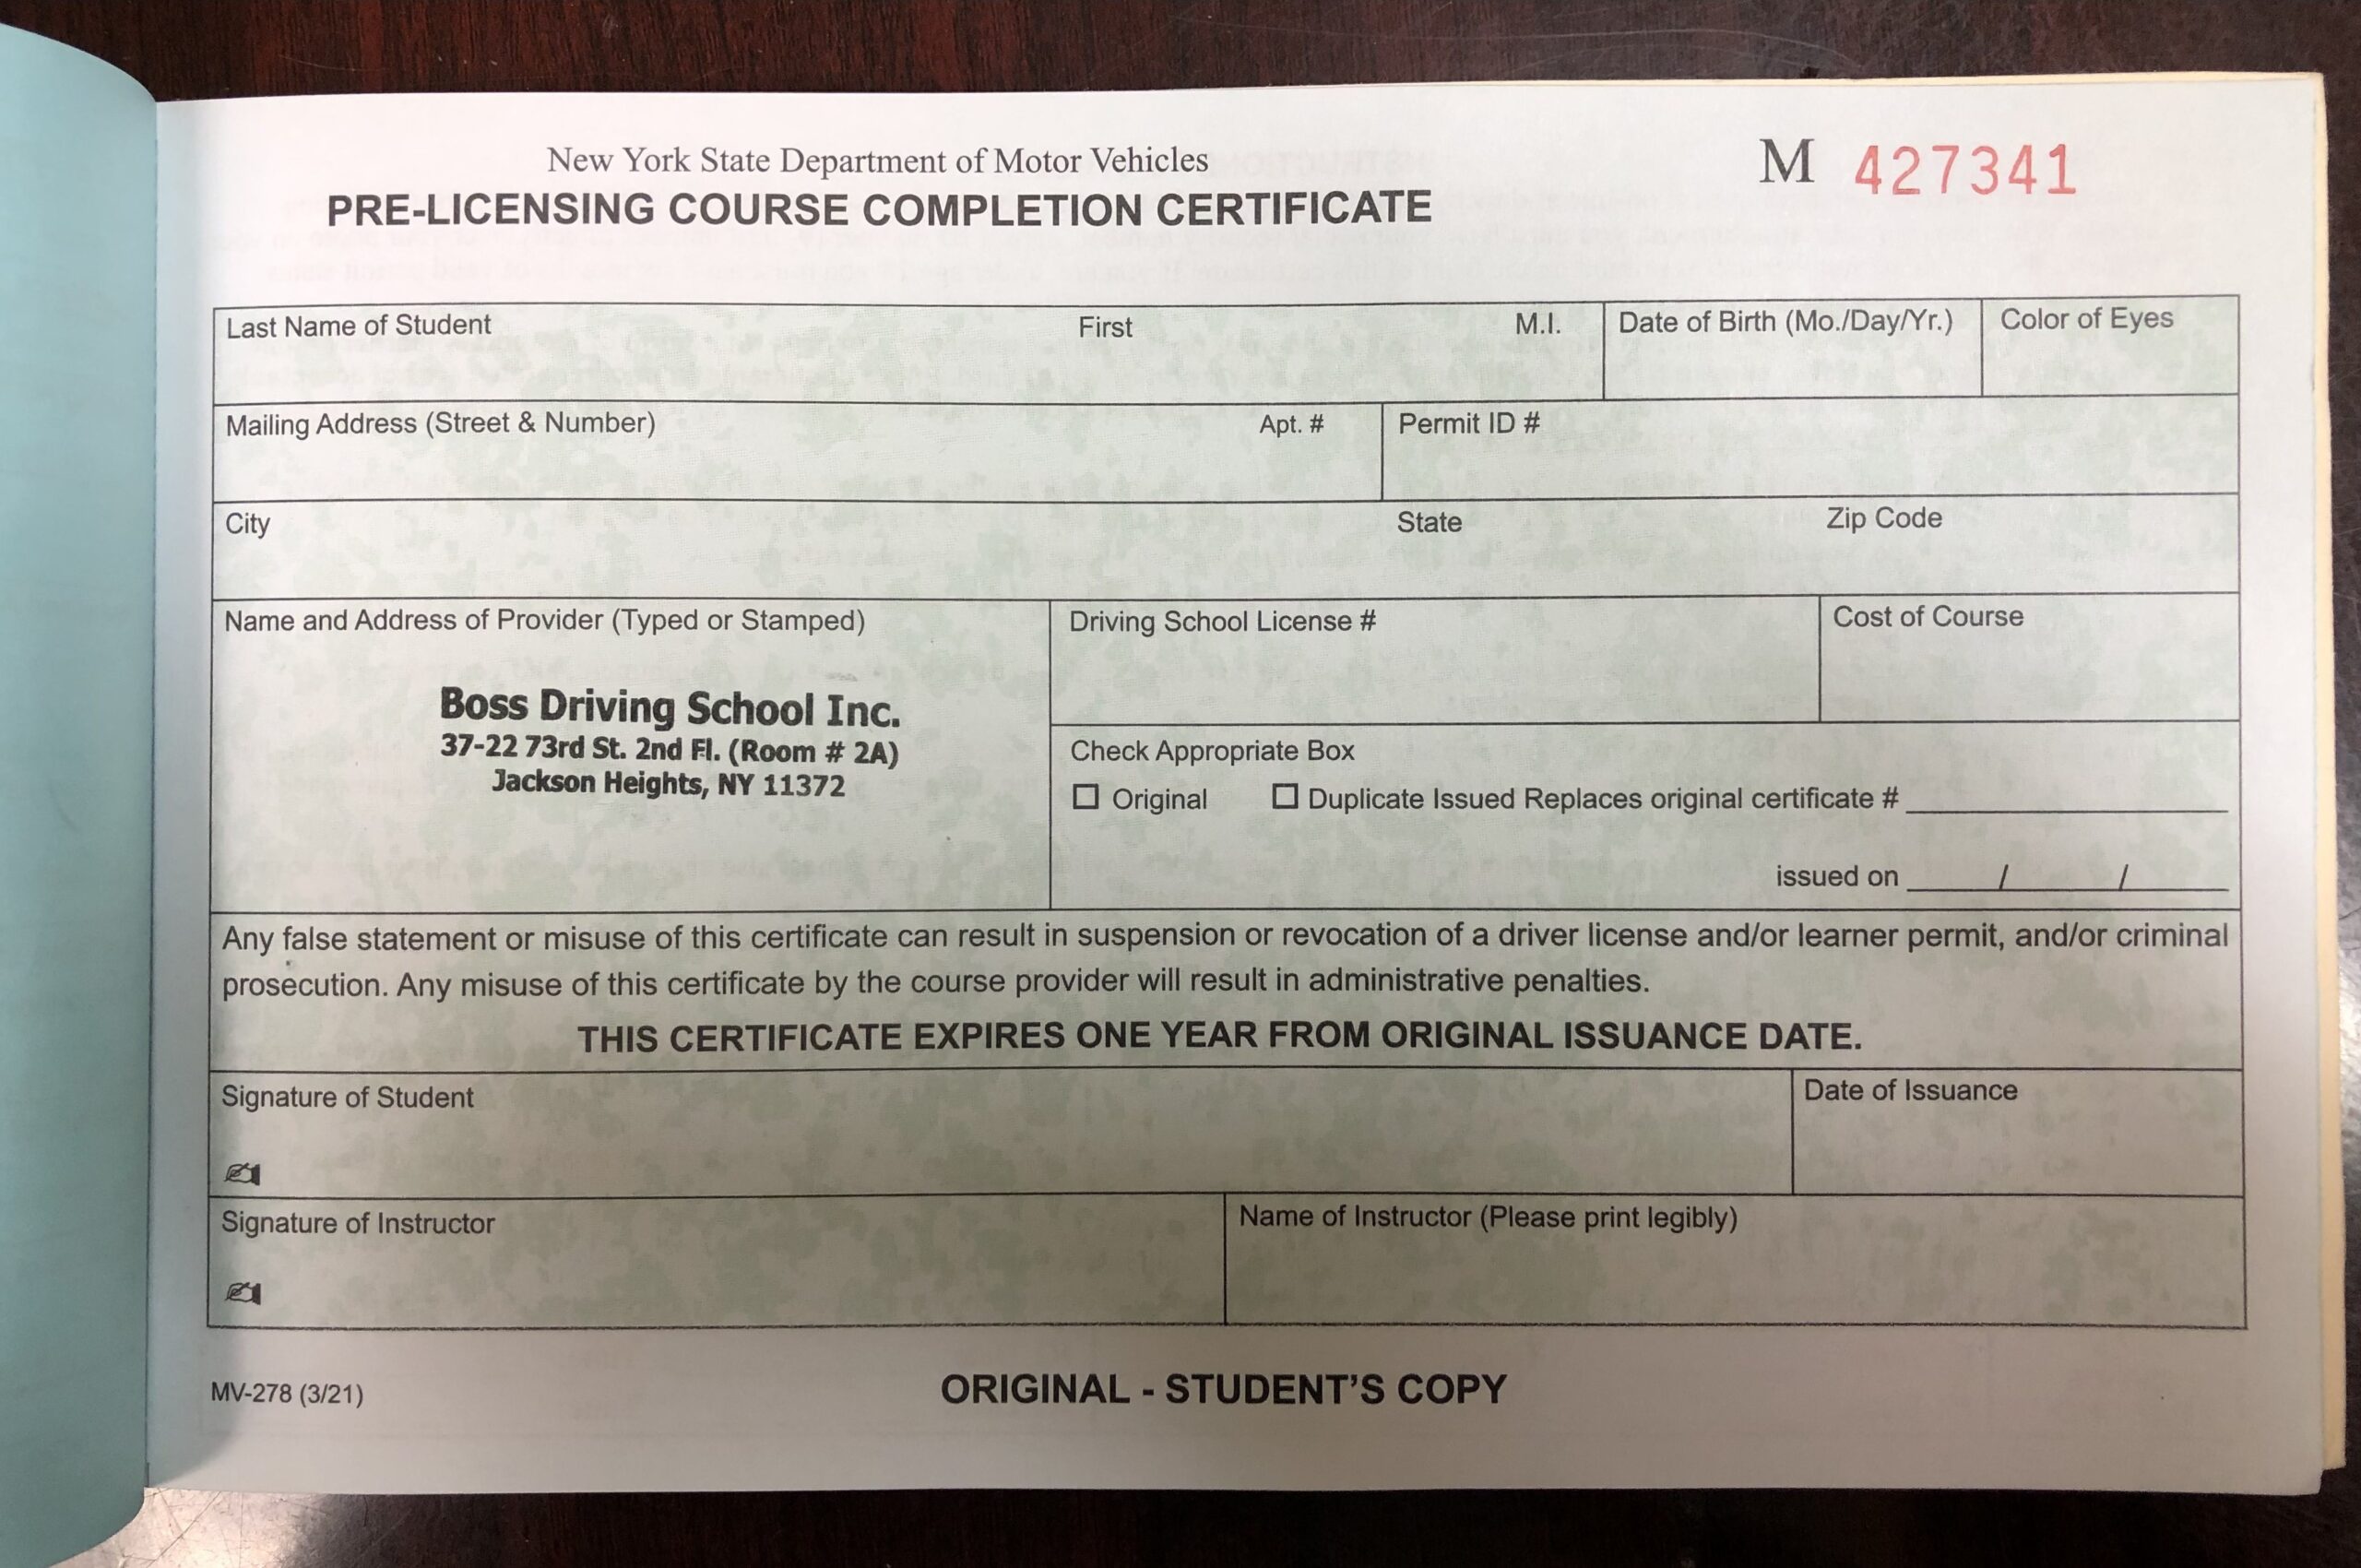 New York State Department of Motor Vehicles
PRE-LICENSING COURSE COMPLETION CERTIFICATE
M 427341
Last Name of Student First M.I. Date of Birth (Mo./Day/Yr.) Color of Eyes
Mailing Address (Street & Number) Apt. # Permit ID #
City State Zip Code
Name and Address of Provider (Typed or Stamped)
Boss Driving School Inc.
37-22 73rd St. 2nd Fl. (Room # 2A)
Jackson Heights, NY 11372
Driving School License # Cost of Course
Check Appropriate Box
Original Duplicate Issued Replaces original certificate #
issued on / /
Any false statement or misuse of this certificate can result in suspension or revocation of a driver license and/or learner permit, and/or criminal
prosecution. Any misuse of this certificate by the course provider will result in administrative penalties.
THIS CERTIFICATE EXPIRES ONE YEAR FROM ORIGINAL ISSUANCE DATE.
Signature of Student Date of Issuance
Signature of Instructor Name of Instructor (Please print legibly)
MV-278 (3/21) ORIGINAL - STUDENT'S COPY